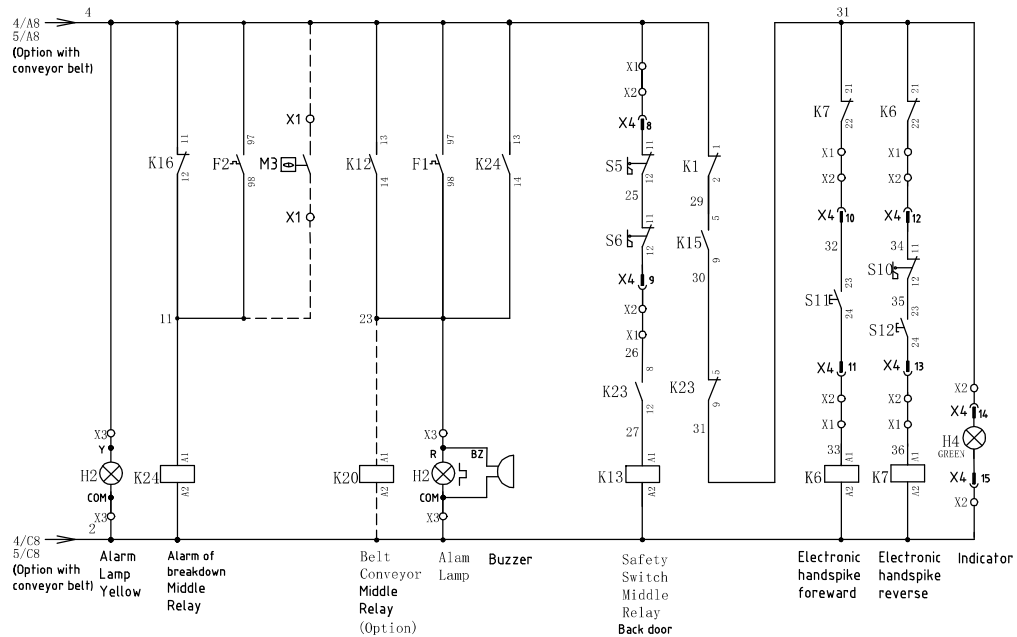 4/A8
5/A8
(Option with
conveyor belt)
4
31
X1
X2
X4 8
21
K7
22
21
K6
22
X1
11
K16
12
97
F2
98
M3
13
K12
14
97
F1
98
13
K24
14
11
S5
12
1
K1
2
X1
X2
X1
X2
25
29
X1
11
S6
12
5
K15
9
X4 10
X4 12
32
34
X4 9
30
11
S10
12
23
S11
24
35
X2
X1
11
23
23
S12
24
26
8
K23
12
5
K23
9
X4 11
X4 13
X2
X1
X2
X1
X2
X4 14
27
31
X3
Y
H2
COM
X3
A1
K24
A2
A1
K20
A2
X3
R
BZ
H2
COM
X3
A1
K13
A2
33
A1
K6
A2
36
A1
K7
A2
H4
GREEN
X4 15
X2
2
4/C8
5/C8
(Option with
conveyor belt)
Alarm
Lamp
Yellow
Alarm of
breakdown
Middle
Relay
Belt
Conveyor
Middle
Relay
(Option)
Alam
Lamp
Buzzer
Safety
Switch
Middle
Relay
Back door
Electronic
handspike
foreward
Electronic
handspike
reverse
Indicator